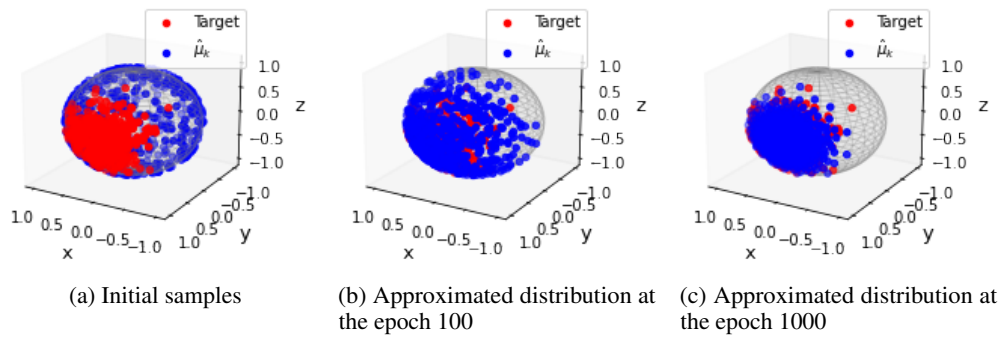 Target
μ̂k
1.0
0.5
0.0
−0.5
−1.0
z
1.0
0.5
0.0
−0.5
−1.0
x
1.0
0.5
0.0
−0.5
−1.0
y
Target
μ̂k
1.0
0.5
0.0
−0.5
−1.0
z
1.0
0.5
0.0
−0.5
−1.0
x
1.0
0.5
0.0
−0.5
−1.0
y
Target
μ̂k
1.0
0.5
0.0
−0.5
−1.0
z
1.0
0.5
0.0
−0.5
−1.0
x
1.0
0.5
0.0
−0.5
−1.0
y
(a) Initial samples
(b) Approximated distribution at
the epoch 100
(c) Approximated distribution at
the epoch 1000